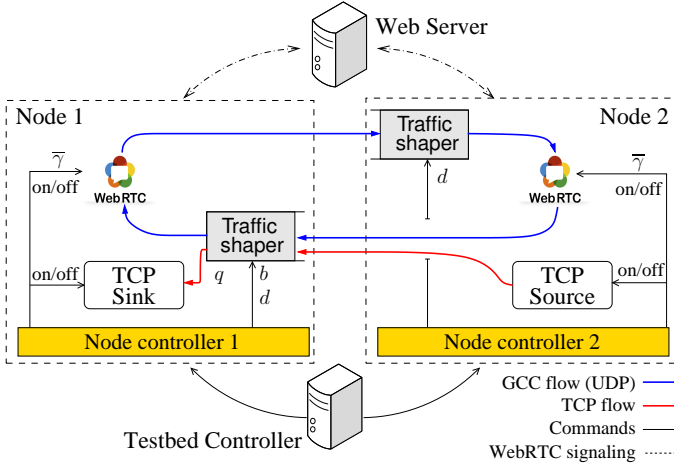 Web Server
Node 1
Node 2
Traffic
shaper
γ
on/off
WebRTC
d
WebRTC
γ
on/off
Traffic
shaper
on/off
TCP
Sink
q
b
d
TCP
Source
on/off
Node controller 1
Node controller 2
Testbed Controller
GCC flow (UDP)
TCP flow
Commands
WebRTC signaling